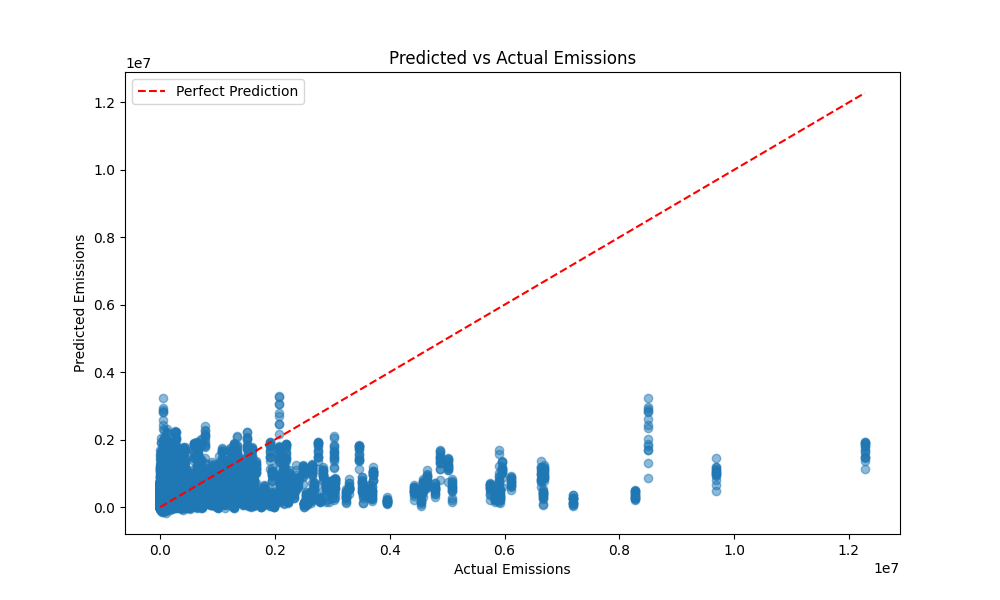 Predicted vs Actual Emissions
1e7
Perfect Prediction
1.2
1.0
0.8
0.6
0.4
0.2
0.0
Predicted Emissions
0.0 0.2 0.4 0.6 0.8 1.0 1.2
Actual Emissions
1e7